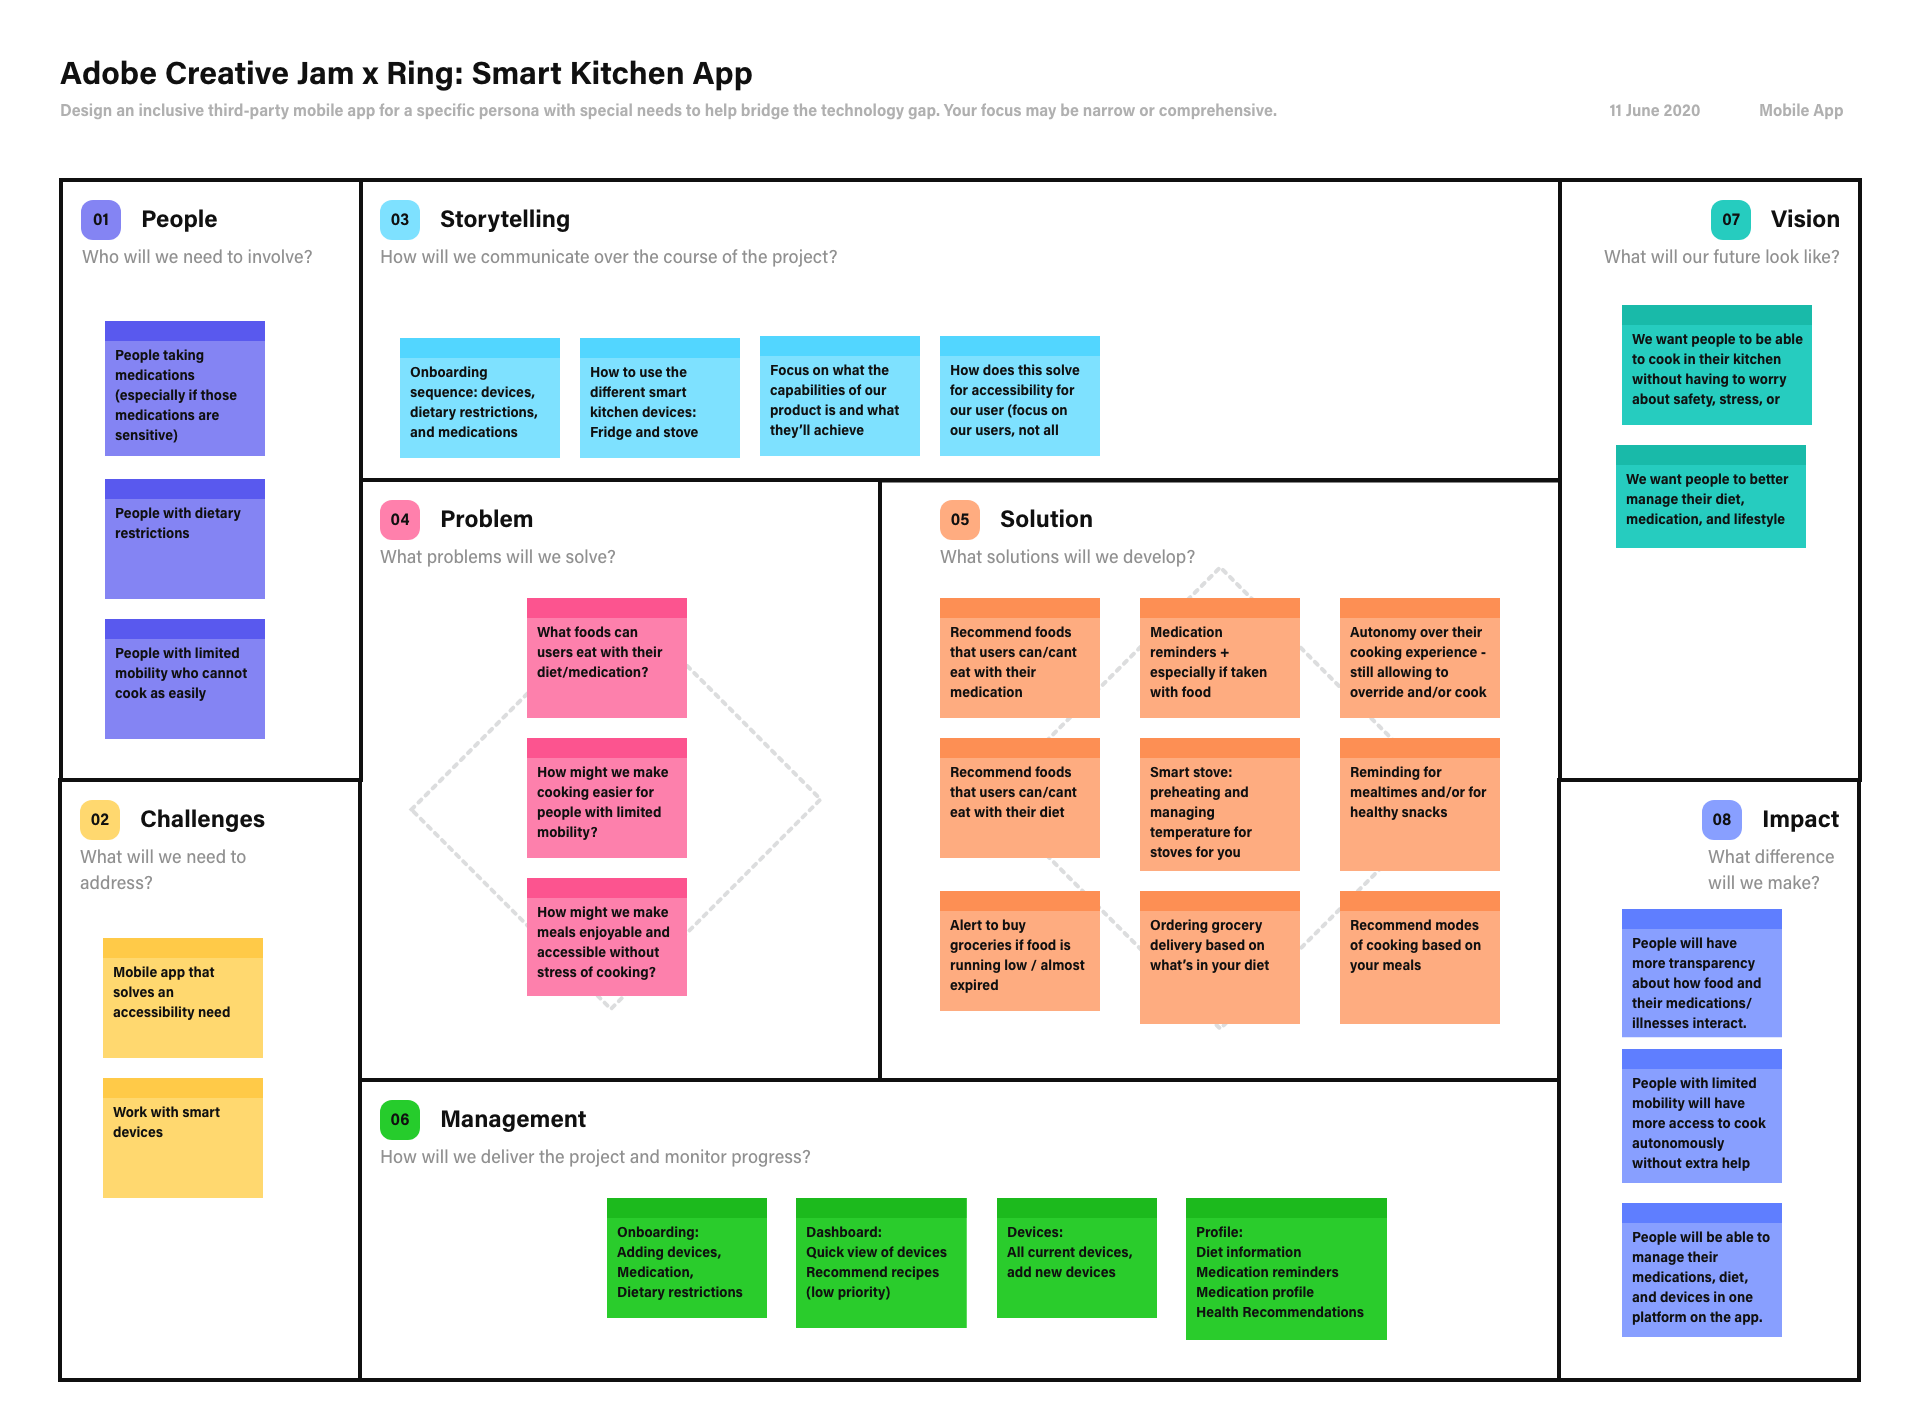 Adobe Creative Jam x Ring: Smart Kitchen App
Design an inclusive third-party mobile app for a specific persona with special needs to help bridge the technology gap. Your focus may be narrow or comprehensive.
11 June 2020
Mobile App
01
People
Who will we need to involve?
People taking
medications
(especially if those
medications are
sensitive)
People with dietary
restrictions
People with limited
mobility who cannot
cook as easily
02
Challenges
What will we need to
address?
Mobile app that
solves an
accessibility need
Work with smart
devices
03
Storytelling
How will we communicate over the course of the project?
Onboarding
sequence: devices,
dietary restrictions,
and medications
How to use the
different smart
kitchen devices:
Fridge and stove
Focus on what the
capabilities of our
product is and what
they'll achieve
How does this solve
for accessibility for
our user (focus on
our users, not all
04
Problem
What problems will we solve?
What foods can
users eat with their
diet/medication?
How might we make
cooking easier for
people with limited
mobility?
How might we make
meals enjoyable and
accessible without
stress of cooking?
05
Solution
What solutions will we develop?
Recommend foods
that users can/cant
eat with their
medication
Medication
reminders +
especially if taken
with food
Autonomy over their
cooking experience -
still allowing to
override and/or cook
Recommend foods
that users can/cant
eat with their diet
Smart stove:
preheating and
managing
temperature for
stoves for you
Reminding for
mealtimes and/or for
healthy snacks
Alert to buy
groceries if food is
running low / almost
expired
Ordering grocery
delivery based on
what's in your diet
Recommend modes
of cooking based on
your meals
06
Management
How will we deliver the project and monitor progress?
Onboarding:
Adding devices,
Medication,
Dietary restrictions
Dashboard:
Quick view of devices
Recommend recipes
(low priority)
Devices:
All current devices,
add new devices
Profile:
Diet information
Medication reminders
Medication profile
Health Recommendations
07
Vision
What will our future look like?
We want people to be able
to cook in their kitchen
without having to worry
about safety, stress, or
We want people to better
manage their diet,
medication, and lifestyle
08
Impact
What difference
will we make?
People will have
more transparency
about how food and
their medications/
illnesses interact.
People with limited
mobility will have
more access to cook
autonomously
without extra help
People will be able to
manage their
medications, diet,
and devices in one
platform on the app.